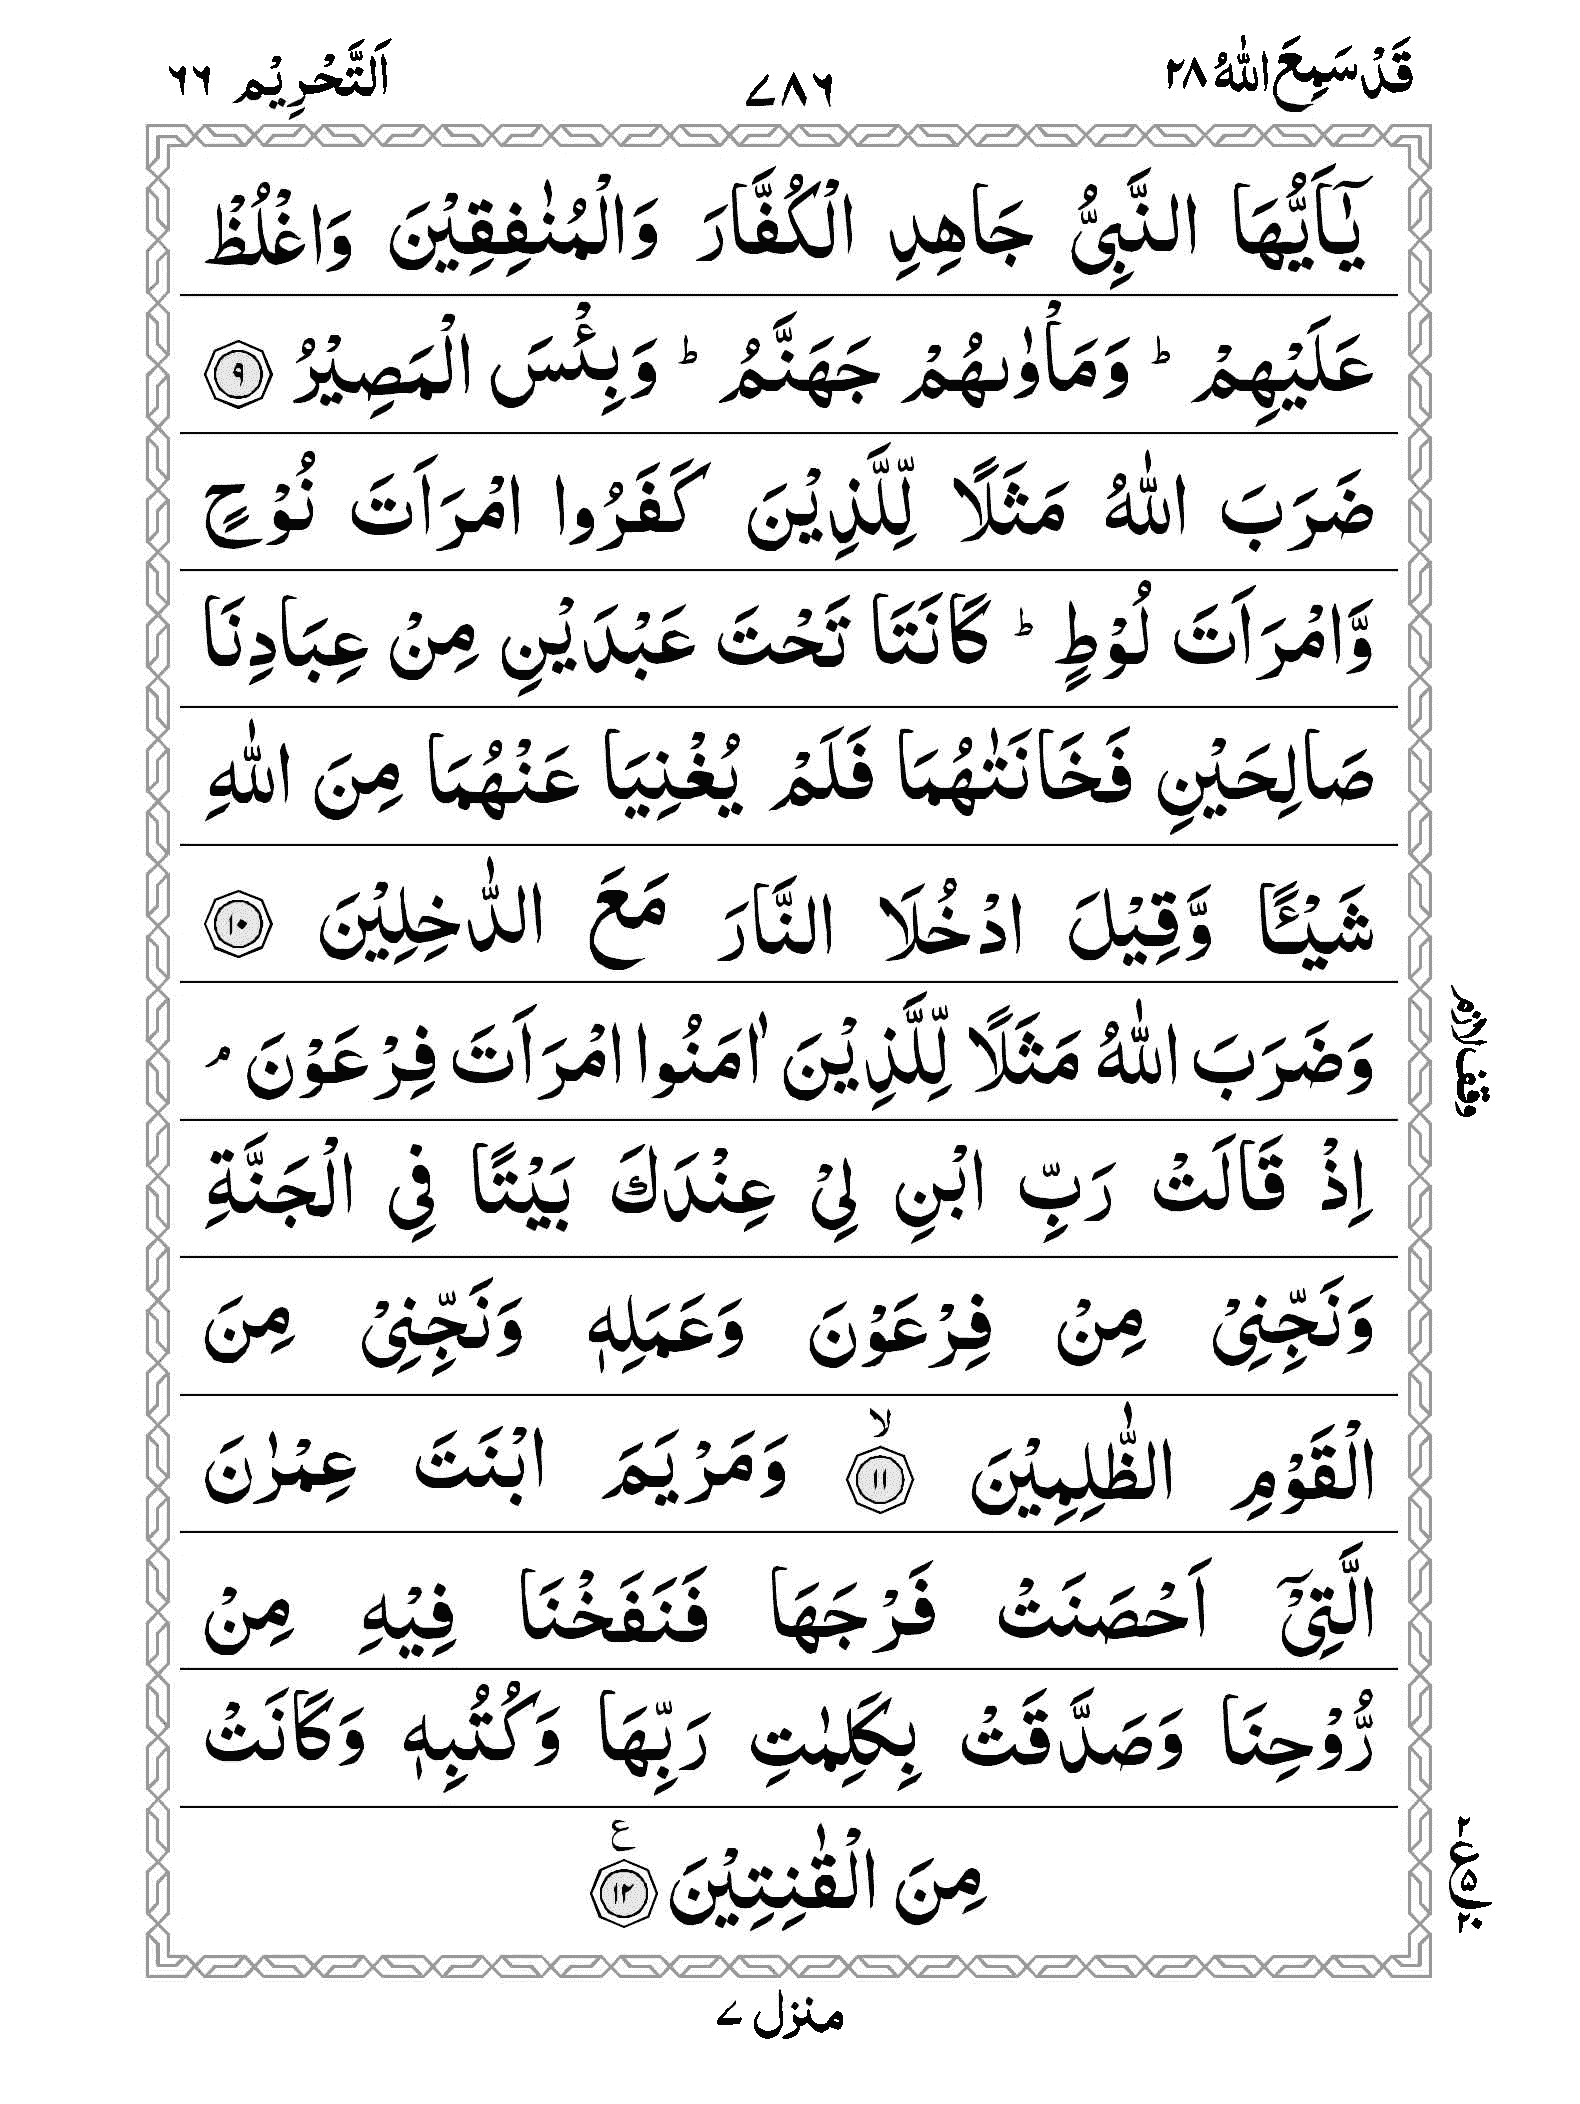 قَدْ سَمِعَ اللّٰهُ ٢٨
٧٨٦
اَلتَّحْرِيْم ٦٦
يٰٓاَيُّهَا النَّبِىُّ جَاهِدِ الْكُفَّارَ وَالْمُنٰفِقِيْنَ وَاغْلُظْ
عَلَيْهِمْ ؕ وَمَاْوٰٮهُمْ جَهَنَّمُ ؕ وَبِئْسَ الْمَصِيْرُ ۝٩
ضَرَبَ اللّٰهُ مَثَلًا لِّلَّذِيْنَ كَفَرُوا امْرَاَتَ نُوْحٍ
وَّامْرَاَتَ لُوْطٍ ؕ كَانَتَا تَحْتَ عَبْدَيْنِ مِنْ عِبَادِنَا
صَالِحَيْنِ فَخَانَتٰهُمَا فَلَمْ يُغْنِيَا عَنْهُمَا مِنَ اللّٰهِ
شَيْـًٔا وَّقِيْلَ ادْخُلَا النَّارَ مَعَ الدّٰخِلِيْنَ ۝١٠
وَضَرَبَ اللّٰهُ مَثَلًا لِّلَّذِيْنَ اٰمَنُوا امْرَاَتَ فِرْعَوْنَ ۘ
اِذْ قَالَتْ رَبِّ ابْنِ لِىْ عِنْدَكَ بَيْتًا فِى الْجَنَّةِ
وَنَجِّنِىْ مِنْ فِرْعَوْنَ وَعَمَلِهٖ وَنَجِّنِىْ مِنَ
الْقَوْمِ الظّٰلِمِيْنَ ۙ ۝١١ وَمَرْيَمَ ابْنَتَ عِمْرٰنَ
الَّتِىْۤ اَحْصَنَتْ فَرْجَهَا فَنَفَخْنَا فِيْهِ مِنْ
رُّوْحِنَا وَصَدَّقَتْ بِكَلِمٰتِ رَبِّهَا وَكُتُبِهٖ وَكَانَتْ
مِنَ الْقٰنِتِيْنَ ۝١٢ ع
وقف لازم
٢
ع
٥
٢٠
منزل ٧